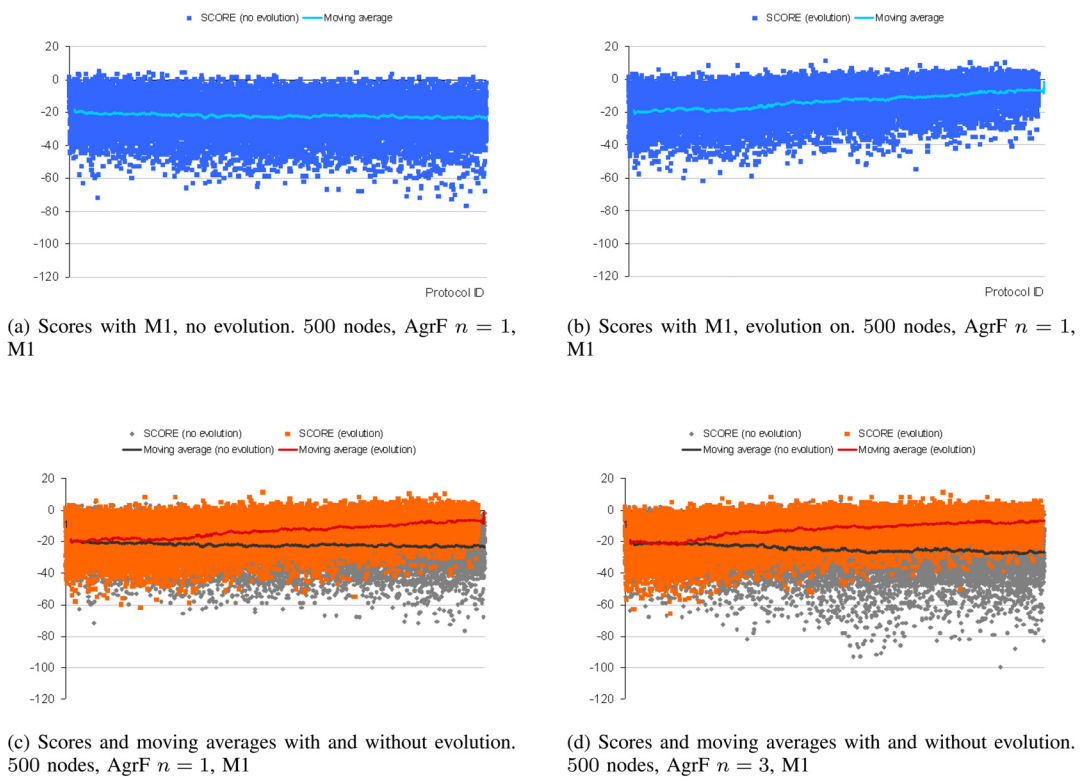 SCORE (no evolution) Moving average
20
0
-20
-40
-60
-80
-100
-120
Protocol ID
(a) Scores with M1, no evolution. 500 nodes, AgrF n = 1,
M1
SCORE (evolution) Moving average
20
0
-20
-40
-60
-80
-100
-120
Protocol ID
(b) Scores with M1, evolution on. 500 nodes, AgrF n = 1,
M1
SCORE (no evolution) SCORE (evolution)
Moving average (no evolution) Moving average (evolution)
20
0
1
-20
-40
-60
-80
-100
-120
(c) Scores and moving averages with and without evolution.
500 nodes, AgrF n = 1, M1
SCORE (no evolution) SCORE (evolution)
Moving average (no evolution) Moving average (evolution)
20
0
1
-20
-40
-60
-80
-100
-120
(d) Scores and moving averages with and without evolution.
500 nodes, AgrF n = 3, M1